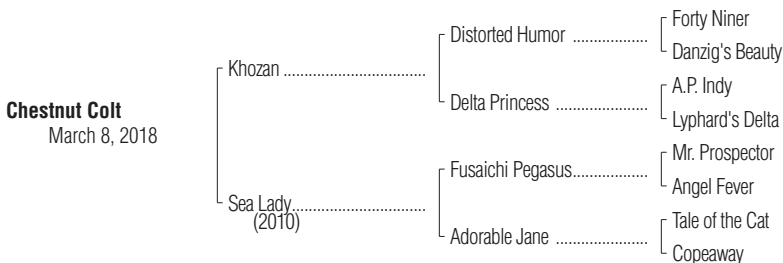 Chestnut Colt
March 8, 2018
Khozan ....................................
Sea Lady..................................
(2010)
Distorted Humor ...................
Delta Princess .......................
Fusaichi Pegasus...................
Adorable Jane .......................
Forty Niner
Danzig's Beauty
A.P. Indy
Lyphard's Delta
Mr. Prospector
Angel Fever
Tale of the Cat
Copeaway